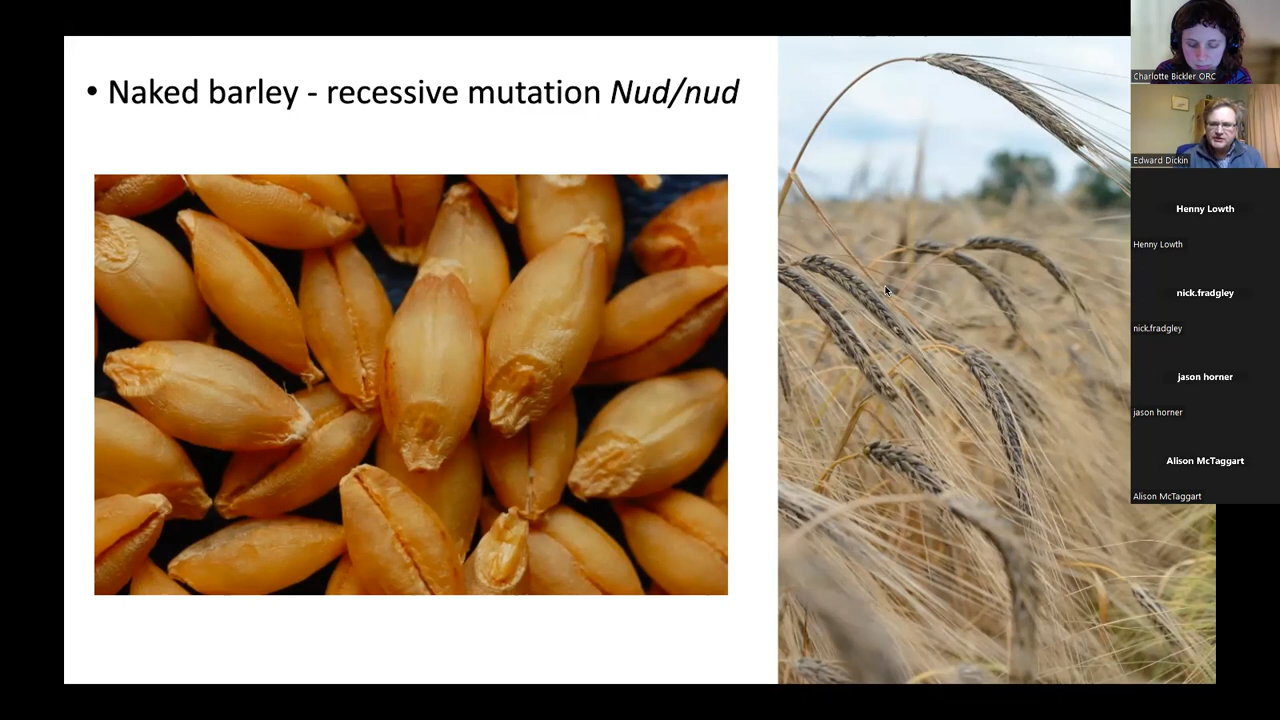 • Naked barley - recessive mutation Nud/nud
Charlotte Bickler ORC
Edward Dickin
Henny Lowth
Henny Lowth
nick.fradgley
nick.fradgley
jason horner
jason horner
Alison McTaggart
Alison McTaggart